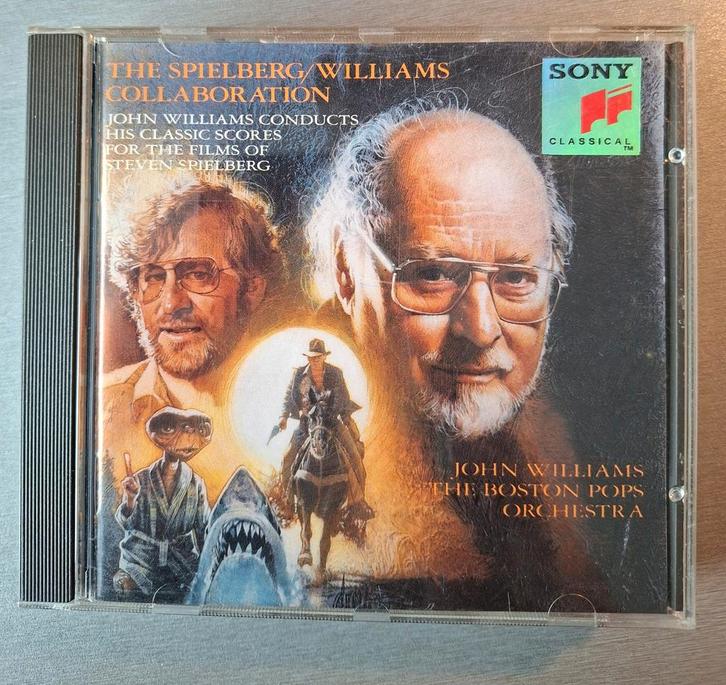 THE SPIELBERG/WILLIAMS
COLLABORATION
JOHN WILLIAMS CONDUCTS
HIS CLASSIC SCORES
FOR THE FILMS OF
STEVEN SPIELBERG
SONY
CLASSICAL™
JOHN WILLIAMS
THE BOSTON POPS
ORCHESTRA